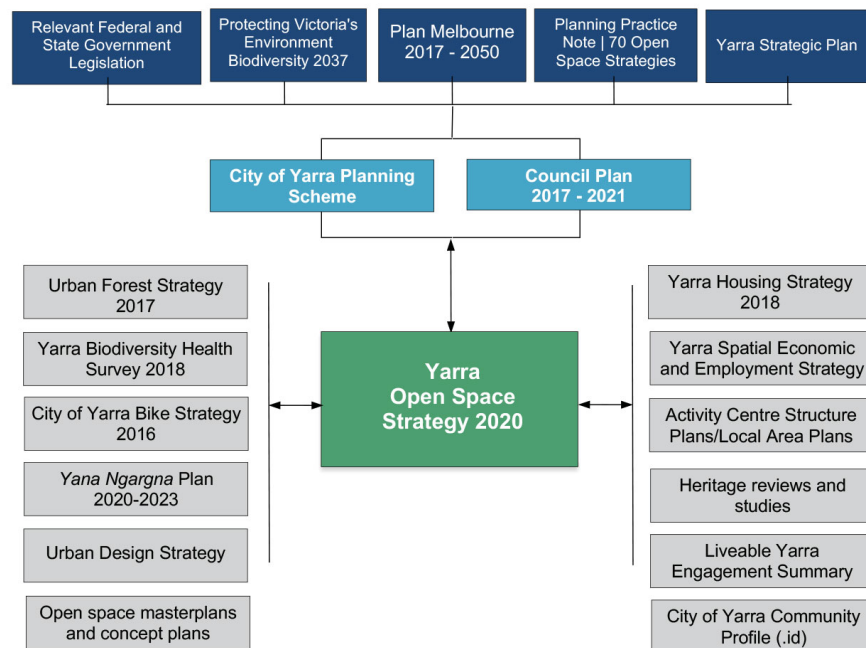 Relevant Federal and
State Government
Legislation
Protecting Victoria's
Environment
Biodiversity 2037
Plan Melbourne
2017 - 2050
Planning Practice
Note | 70 Open
Space Strategies
Yarra Strategic Plan
City of Yarra Planning
Scheme
Council Plan
2017 - 2021
Urban Forest Strategy
2017
Yarra Biodiversity Health
Survey 2018
City of Yarra Bike Strategy
2016
Yana Ngargna Plan
2020-2023
Urban Design Strategy
Open space masterplans
and concept plans
Yarra
Open Space
Strategy 2020
Yarra Housing Strategy
2018
Yarra Spatial Economic
and Employment Strategy
Activity Centre Structure
Plans/Local Area Plans
Heritage reviews and
studies
Liveable Yarra
Engagement Summary
City of Yarra Community
Profile (.id)